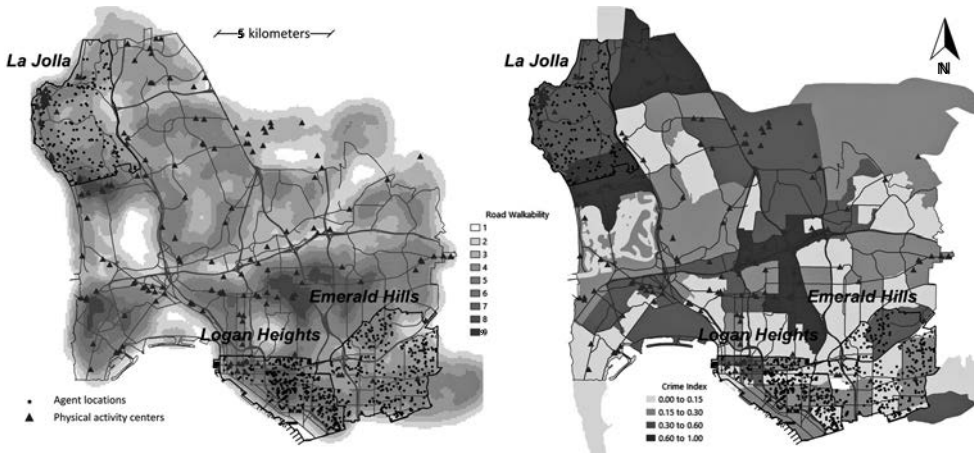 5 kilometers
La Jolla
Emerald Hills
Logan Heights
Agent locations
Physical activity centers
Road Walkability
1
2
3
4
5
6
7
8
9
La Jolla
N
Emerald Hills
Logan Heights
Crime Index
0.00 to 0.15
0.15 to 0.30
0.30 to 0.60
0.60 to 1.00